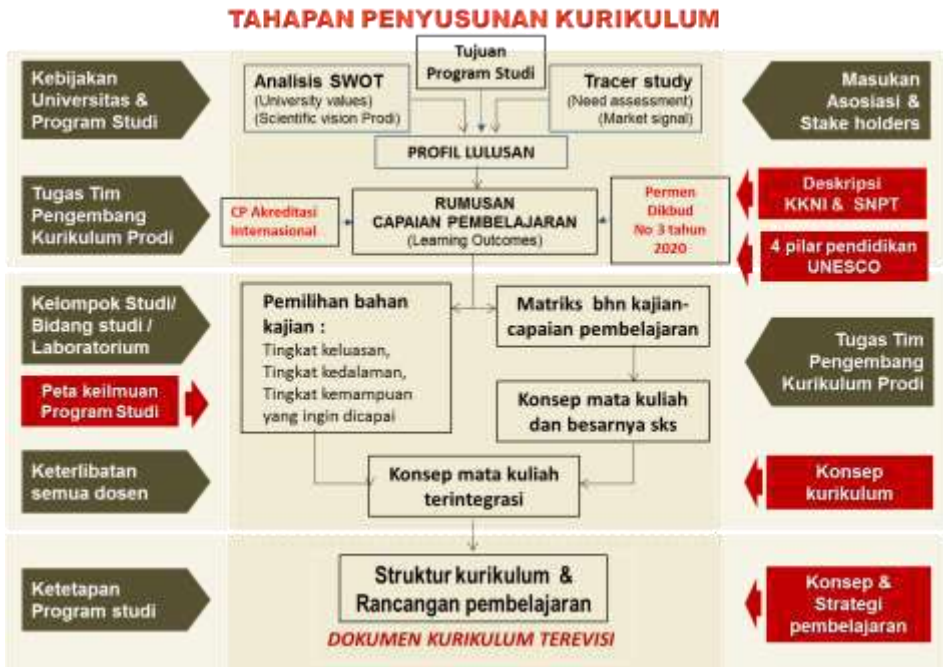 TAHAPAN PENYUSUNAN KURIKULUM
Kebijakan
Universitas &
Program Studi
Analisis SWOT
(University values)
(Scientific vision Prodi)
Tujuan
Program Studi
Tracer study
(Need assessment)
(Market signal)
Masukan
Asosiasi &
Stake holders
PROFIL LULUSAN
Tugas Tim
Pengembang
Kurikulum Prodi
CP Akreditasi
Internasional
RUMUSAN
CAPAIAN PEMBELAJARAN
(Learning Outcomes)
Permen
Dikbud
No 3 tahun
2020
Deskripsi
KKNI & SNPT
4 pilar pendidikan
UNESCO
Kelompok Studi/
Bidang studi /
Laboratorium
Peta keilmuan
Program Studi
Pemilihan bahan
kajian :
Tingkat keluasan,
Tingkat kedalaman,
Tingkat kemampuan
yang ingin dicapai
Matriks bhn kajian-
capaian pembelajaran
Konsep mata kuliah
dan besarnya sks
Tugas Tim
Pengembang
Kurikulum Prodi
Keterlibatan
semua dosen
Konsep mata kuliah
terintegrasi
Konsep
kurikulum
Ketetapan
Program studi
Struktur kurikulum &
Rancangan pembelajaran
DOKUMEN KURIKULUM TEREVISI
Konsep &
Strategi
pembelajaran